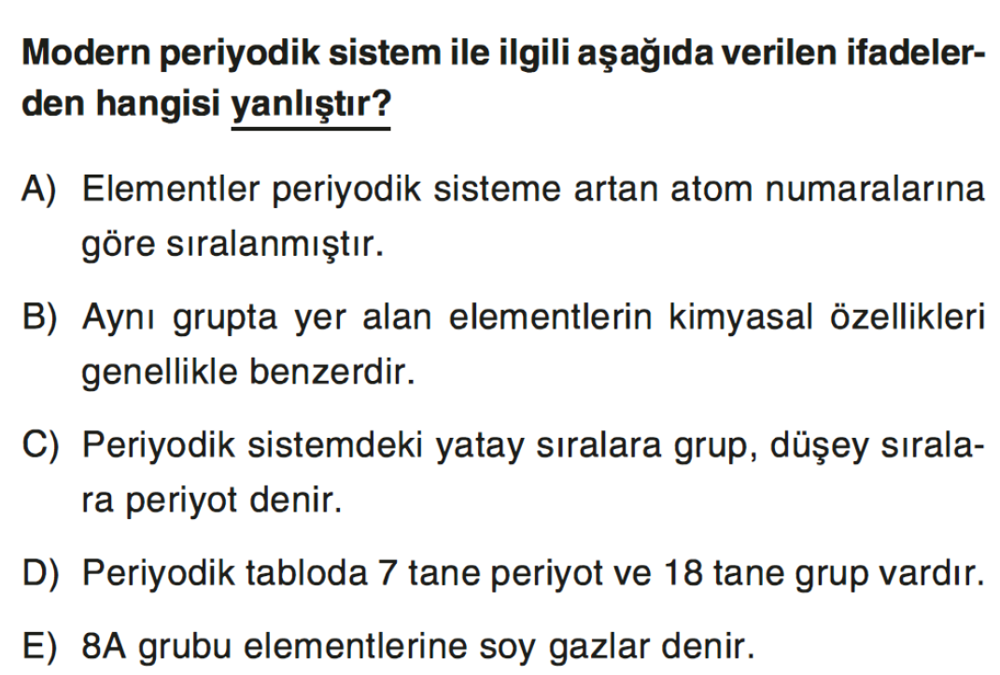 Modern periyodik sistem ile ilgili aşağıda verilen ifadeler-
den hangisi yanlıştır?
A) Elementler periyodik sisteme artan atom numaralarına
göre sıralanmıştır.
B) Aynı grupta yer alan elementlerin kimyasal özellikleri
genellikle benzerdir.
C) Periyodik sistemdeki yatay sıralara grup, düşey sırala-
ra periyot denir.
D) Periyodik tabloda 7 tane periyot ve 18 tane grup vardır.
E) 8A grubu elementlerine soy gazlar denir.